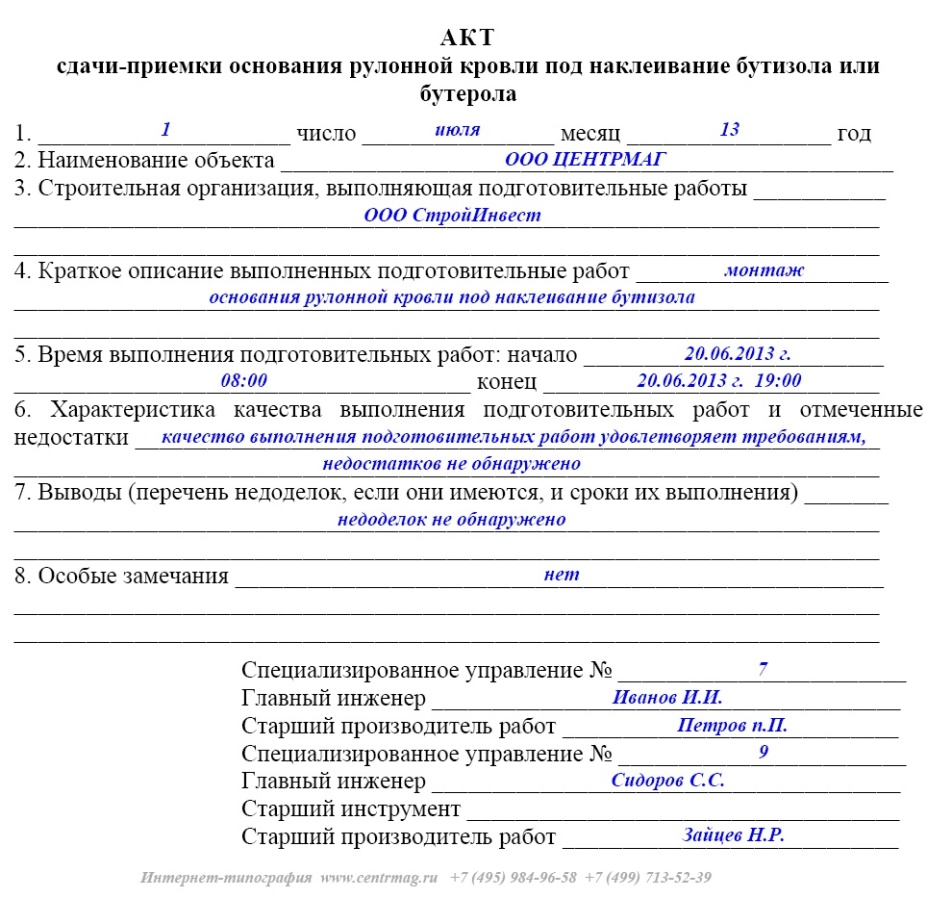 АКТ
сдачи-приемки основания рулонной кровли под наклеивание бутизола или
бутерола
1. 1 число июля месяц 13 год
2. Наименование объекта ООО ЦЕНТРМАГ
3. Строительная организация, выполняющая подготовительные работы
ООО СтройИнвест
4. Краткое описание выполненных подготовительные работ монтаж
основания рулонной кровли под наклеивание бутизола
5. Время выполнения подготовительных работ: начало 20.06.2013 г.
08:00 конец 20.06.2013 г. 19:00
6. Характеристика качества выполнения подготовительных работ и отмеченные
недостатки качество выполнения подготовительных работ удовлетворяет требованиям,
недостатков не обнаружено
7. Выводы (перечень недоделок, если они имеются, и сроки их выполнения)
недоделок не обнаружено
8. Особые замечания нет
Специализированное управление № 7
Главный инженер Иванов И.И.
Старший производитель работ Петров п.П.
Специализированное управление № 9
Главный инженер Сидоров С.С.
Старший инструмент
Старший производитель работ Зайцев Н.Р.
Интернет-типография www.centrmag.ru +7 (495) 984-96-58 +7 (499) 713-52-39